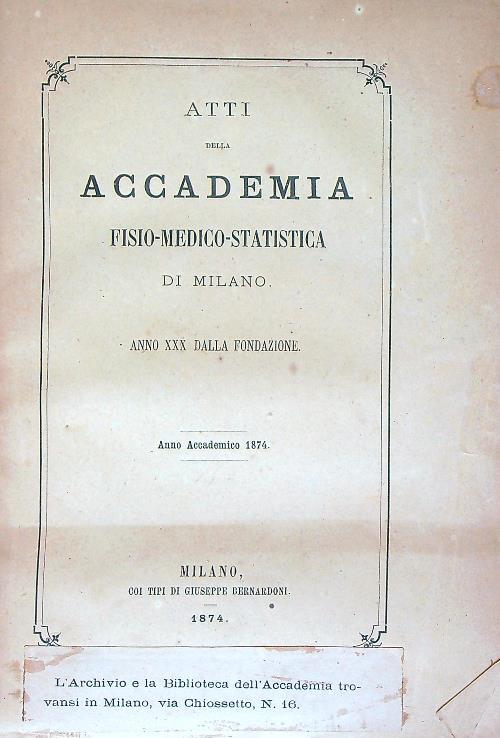 ATTI
DELLA
ACCADEMIA
FISIO-MEDICO-STATISTICA
DI MILANO.
ANNO XXX DALLA FONDAZIONE.
Anno Accademico 1874.
MILANO,
COI TIPI DI GIUSEPPE BERNARDONI.
1874.
L'Archivio e la Biblioteca dell'Accademia tro-
vansi in Milano, via Chiossetto, N. 16.